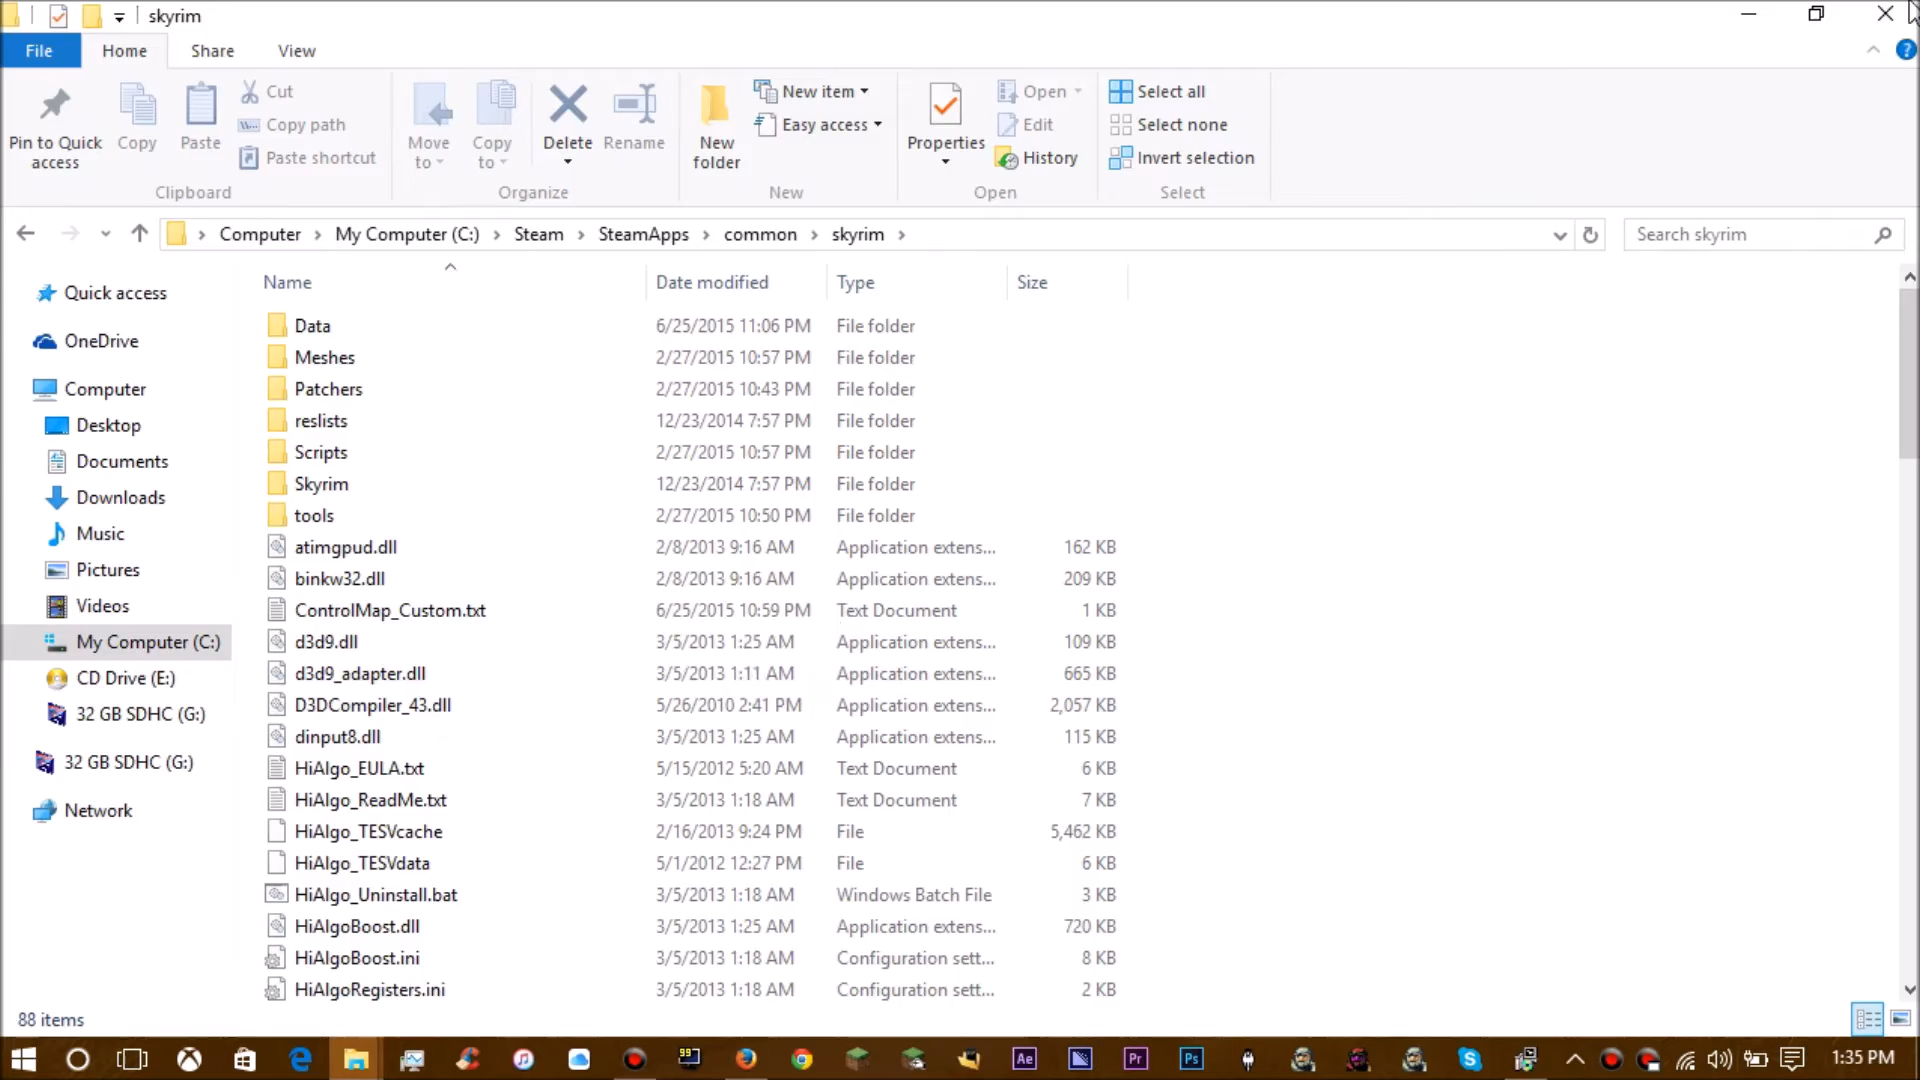 skyrim
File Home Share View
Pin to Quick access
Copy
Paste
Cut
Copy path
Paste shortcut
Clipboard
Move to
Copy to
Delete
Rename
Organize
New folder
New item
Easy access
New
Properties
Open
Edit
History
Open
Select all
Select none
Invert selection
Select
Computer My Computer (C:) Steam SteamApps common skyrim
Search skyrim
Quick access
OneDrive
Computer
Desktop
Documents
Downloads
Music
Pictures
Videos
My Computer (C:)
CD Drive (E:)
32 GB SDHC (G:)
32 GB SDHC (G:)
Network
Name Date modified Type Size
Data 6/25/2015 11:06 PM File folder
Meshes 2/27/2015 10:57 PM File folder
Patchers 2/27/2015 10:43 PM File folder
reslists 12/23/2014 7:57 PM File folder
Scripts 2/27/2015 10:57 PM File folder
Skyrim 12/23/2014 7:57 PM File folder
tools 2/27/2015 10:50 PM File folder
atimgpud.dll 2/8/2013 9:16 AM Application extens... 162 KB
binkw32.dll 2/8/2013 9:16 AM Application extens... 209 KB
ControlMap_Custom.txt 6/25/2015 10:59 PM Text Document 1 KB
d3d9.dll 3/5/2013 1:25 AM Application extens... 109 KB
d3d9_adapter.dll 3/5/2013 1:11 AM Application extens... 665 KB
D3DCompiler_43.dll 5/26/2010 2:41 PM Application extens... 2,057 KB
dinput8.dll 3/5/2013 1:25 AM Application extens... 115 KB
HiAlgo_EULA.txt 5/15/2012 5:20 AM Text Document 6 KB
HiAlgo_ReadMe.txt 3/5/2013 1:18 AM Text Document 7 KB
HiAlgo_TESVcache 2/16/2013 9:24 PM File 5,462 KB
HiAlgo_TESVdata 5/1/2012 12:27 PM File 6 KB
HiAlgo_Uninstall.bat 3/5/2013 1:18 AM Windows Batch File 3 KB
HiAlgoBoost.dll 3/5/2013 1:25 AM Application extens... 720 KB
HiAlgoBoost.ini 3/5/2013 1:18 AM Configuration sett... 8 KB
HiAlgoRegisters.ini 3/5/2013 1:18 AM Configuration sett... 2 KB
88 items
99
Ae
Pr
Ps
1:35 PM